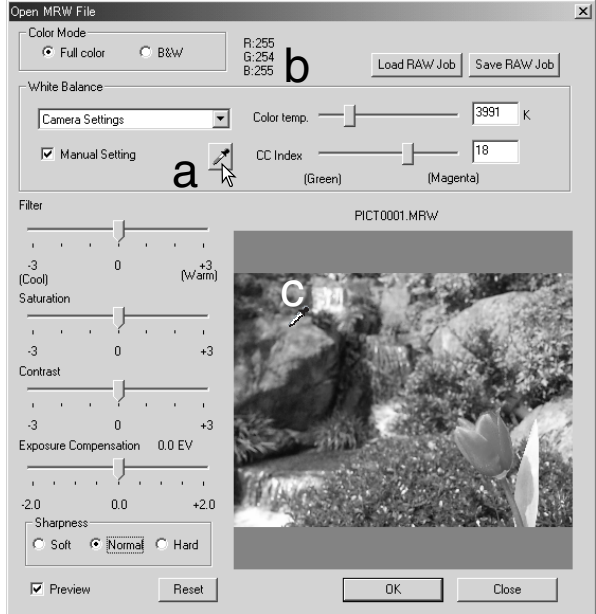 Open MRW File
Color Mode
Full color B&W
R:255
G:254
B:255
b
Load RAW Job Save RAW Job
White Balance
Camera Settings
Color temp. 3991 K
Manual Setting
a
CC Index 18
(Green) (Magenta)
Filter
-3 0 +3
(Cool) (Warm)
Saturation
-3 0 +3
Contrast
-3 0 +3
Exposure Compensation 0.0 EV
-2.0 0.0 +2.0
Sharpness
Soft Normal Hard
Preview Reset
PICT0001.MRW
c
OK Close